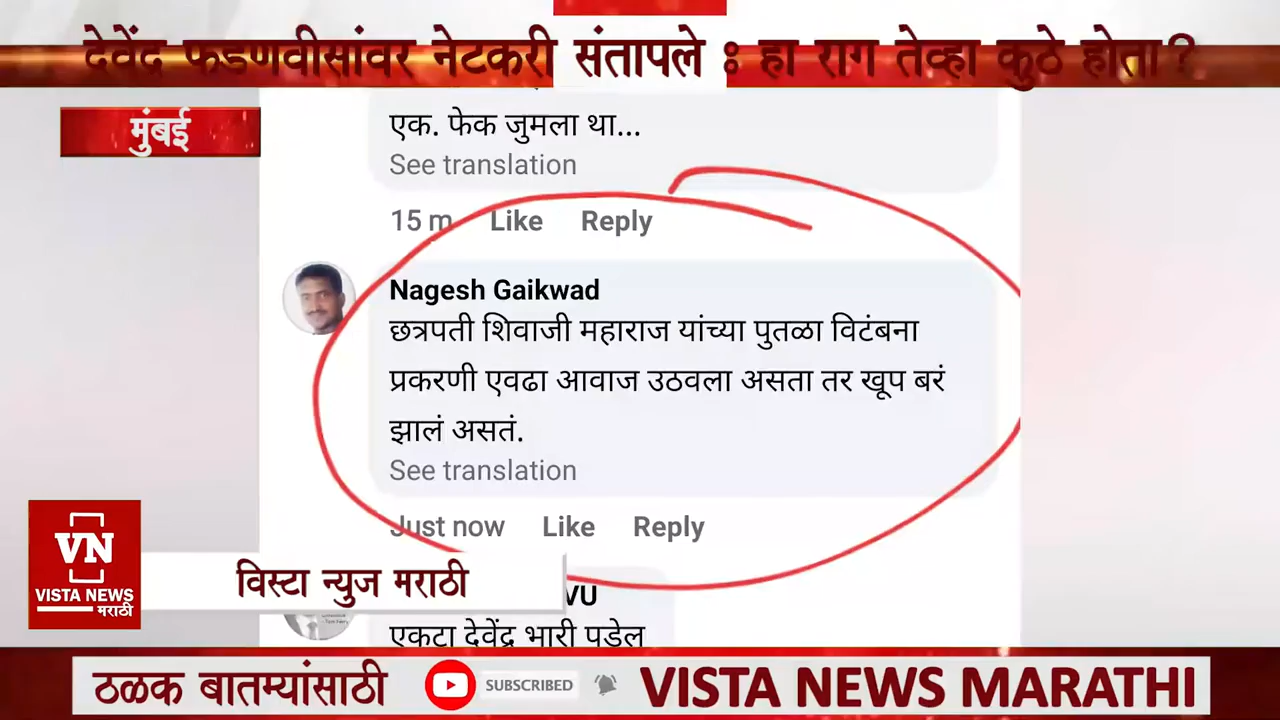 देवेंद्र फडणवीसांवर नेटकरी संतापले : हा राग तेव्हा कुठे होता?
मुंबई
एक. फेक जुमला था...
See translation
15 m Like Reply
Nagesh Gaikwad
छत्रपती शिवाजी महाराज यांच्या पुतळा विटंबना
प्रकरणी एवढा आवाज उठवला असता तर खूप बरं
झालं असतं.
See translation
Just now Like Reply
VN
VISTA NEWS
मराठी
विस्टा न्युज मराठी
VU
एकटा देवेंद्र भारी पडेल
ठळक बातम्यांसाठी
SUBSCRIBED
VISTA NEWS MARATHI